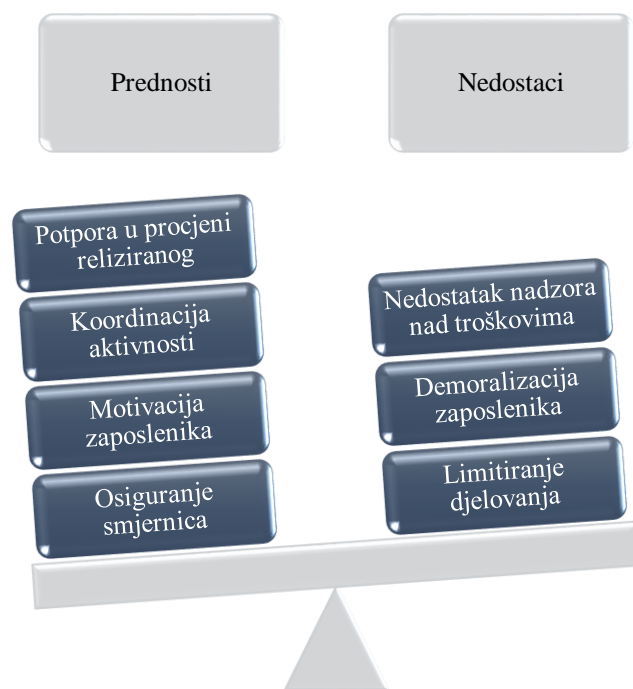 Prednosti
Nedostaci
Potpora u procjeni
reliziranog
Koordinacija
aktivnosti
Motivacija
zaposlenika
Osiguranje
smjernica
Nedostatak nadzora
nad troškovima
Demoralizacija
zaposlenika
Limitiranje
djelovanja